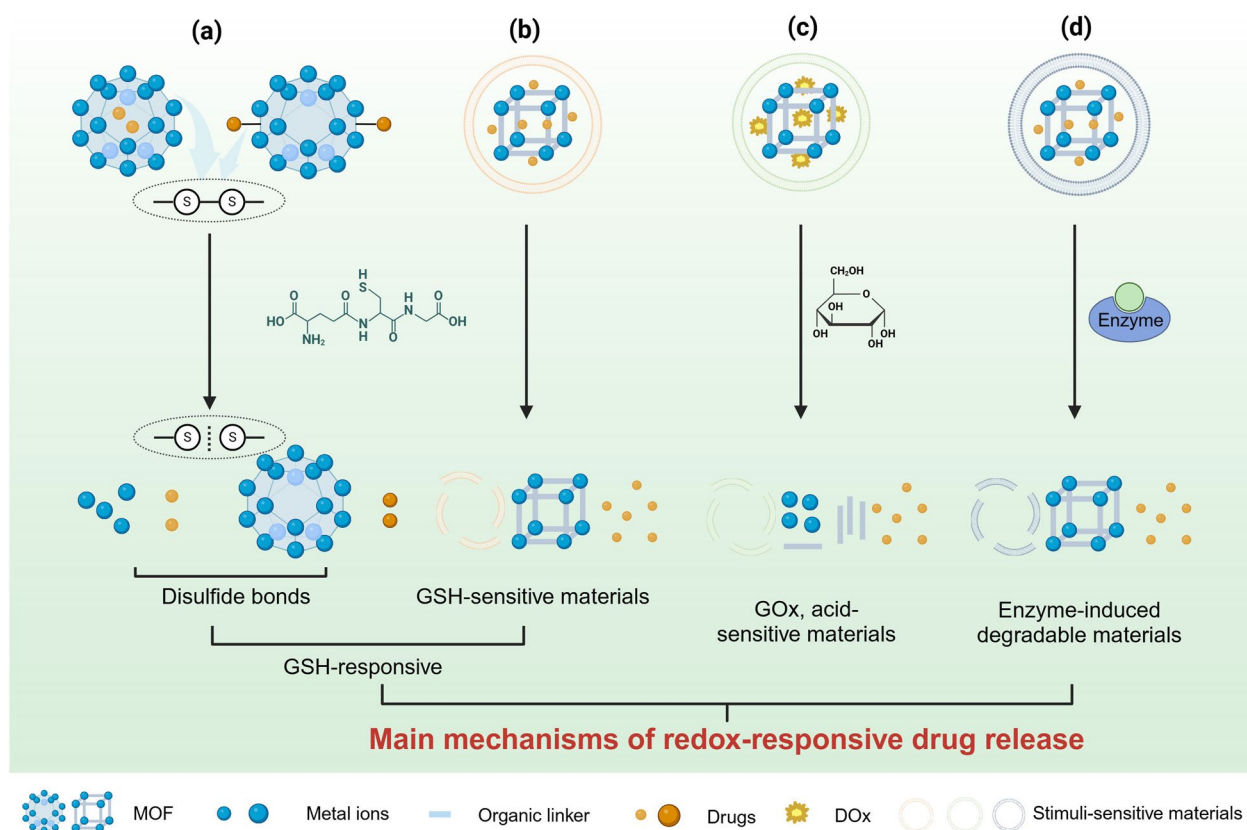 (a)
(b)
(c)
(d)
S S
H
S
O
O
H
N
O
HO
N
H
O
OH
NH₂
CH₂OH
O
OH
OH
OH
OH
Enzyme
S S
Disulfide bonds
GSH-sensitive materials
GOx, acid-
sensitive materials
Enzyme-induced
degradable materials
GSH-responsive
Main mechanisms of redox-responsive drug release
MOF
Metal ions
Organic linker
Drugs
DOx
Stimuli-sensitive materials